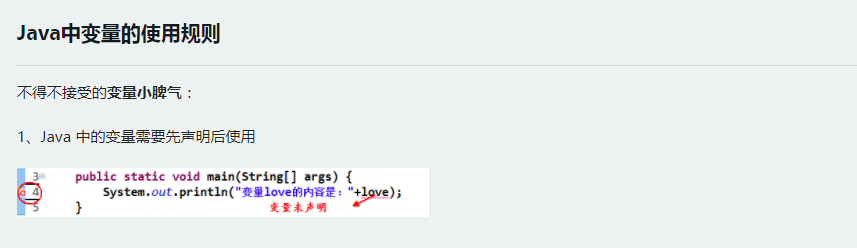 Java中变量的使用规则
不得不接受的变量小脾气：
1、Java 中的变量需要先声明后使用
3 public static void main(String[] args) {
4 System.out.println("变量love的内容是："+love);
5 }
变量未声明